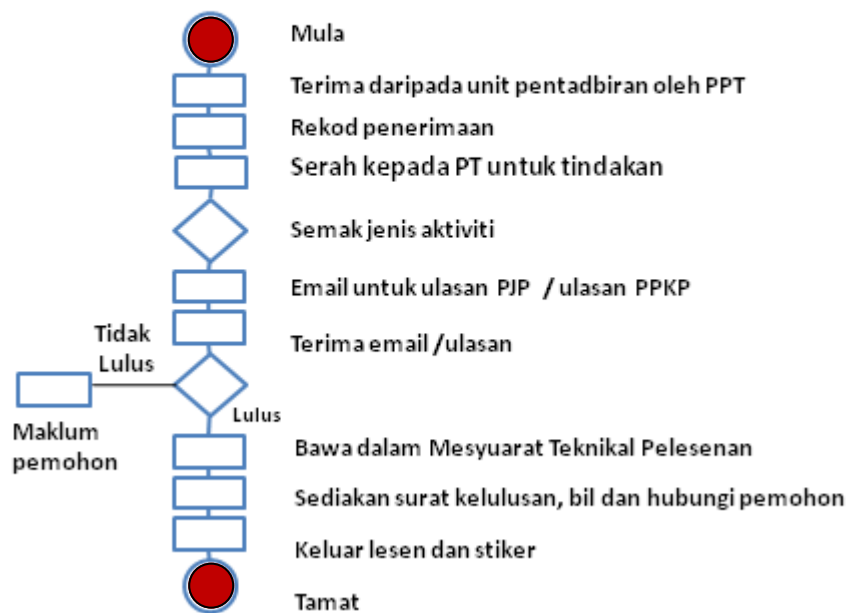 Mula
Terima daripada unit pentadbiran oleh PPT
Rekod penerimaan
Serah kepada PT untuk tindakan
Semak jenis aktiviti
Email untuk ulasan PJP / ulasan PPKP
Terima email /ulasan
Tidak
Lulus
Lulus
Maklum
pemohon
Bawa dalam Mesyuarat Teknikal Pelesenan
Sediakan surat kelulusan, bil dan hubungi pemohon
Keluar lesen dan stiker
Tamat